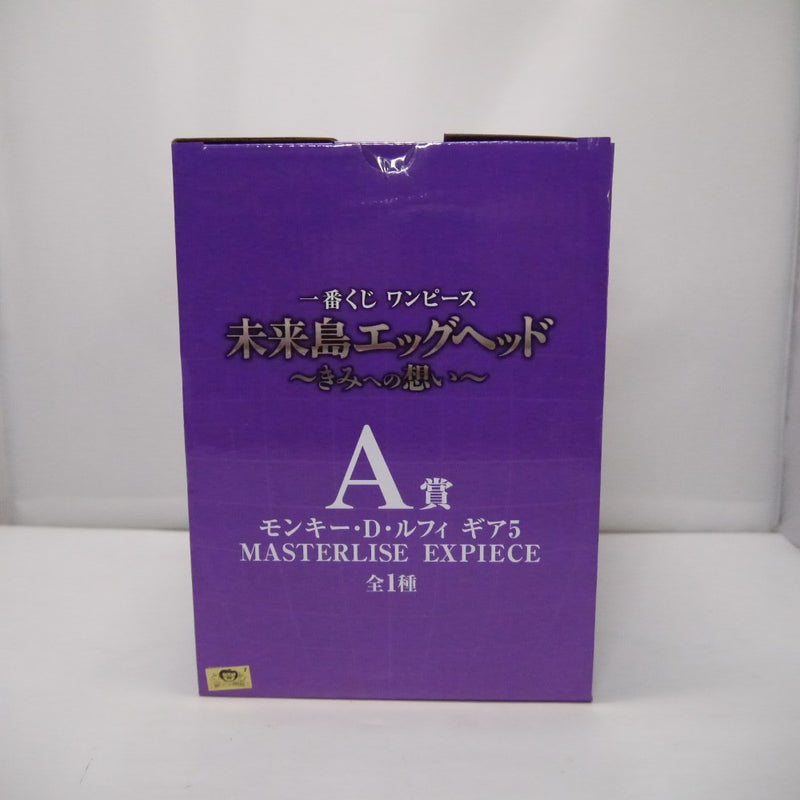 一番くじ ワンピース
未来島エッグヘッド
～きみへの想い～
A賞
モンキー・D・ルフィ ギア5
MASTERLISE EXPIECE
全1種